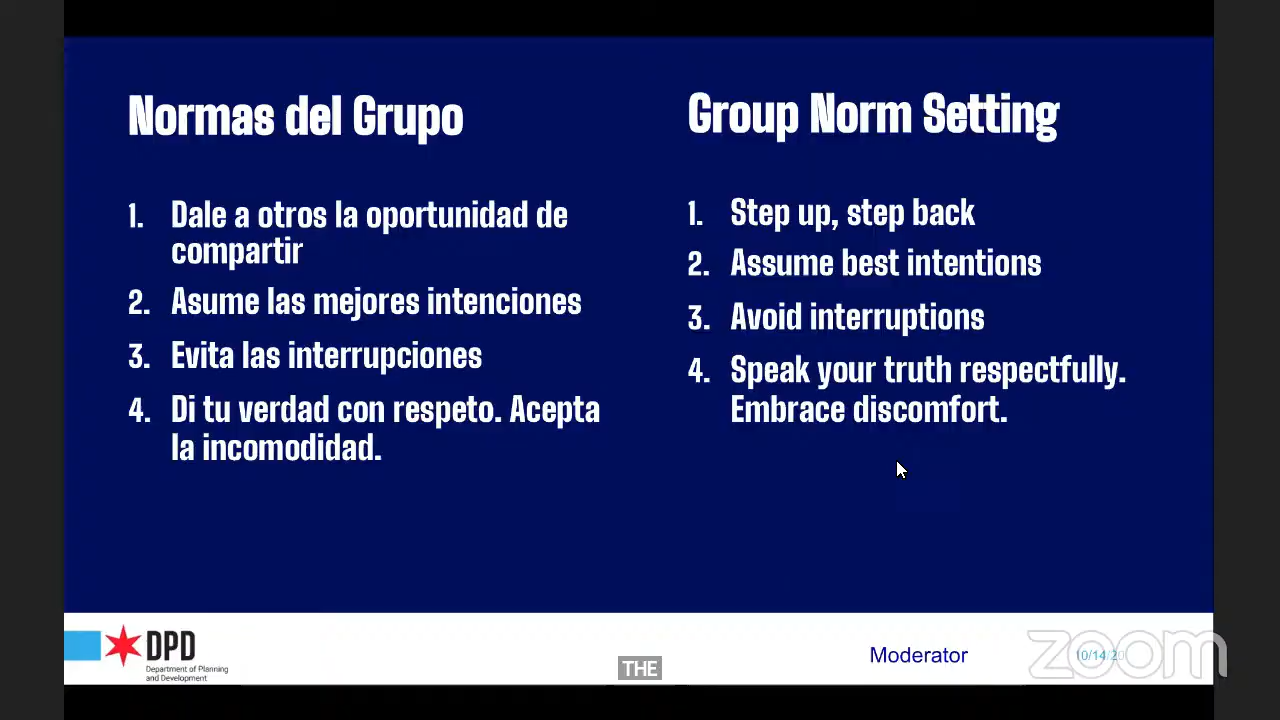 Normas del Grupo
1. Dale a otros la oportunidad de
compartir
2. Asume las mejores intenciones
3. Evita las interrupciones
4. Di tu verdad con respeto. Acepta
la incomodidad.
Group Norm Setting
1. Step up, step back
2. Assume best intentions
3. Avoid interruptions
4. Speak your truth respectfully.
Embrace discomfort.
DPD
Department of Planning
and Development
THE
Moderator
zoom
10/14/20